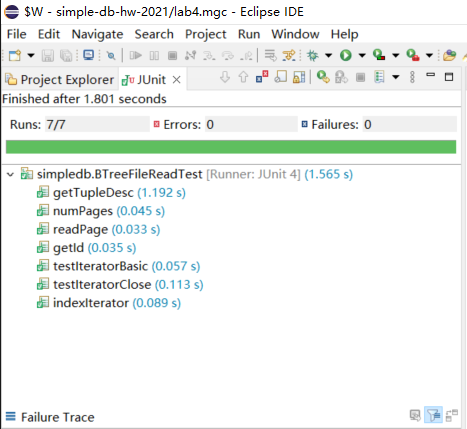 $W - simple-db-hw-2021/lab4.mgc - Eclipse IDE
File Edit Navigate Search Project Run Window Help
Project Explorer JUnit
Finished after 1.801 seconds
Runs: 7/7 Errors: 0 Failures: 0
simpledb.BTreeFileReadTest [Runner: JUnit 4] (1.565 s)
getTupleDesc (1.192 s)
numPages (0.045 s)
readPage (0.033 s)
getId (0.035 s)
testIteratorBasic (0.057 s)
testIteratorClose (0.113 s)
indexIterator (0.089 s)
Failure Trace